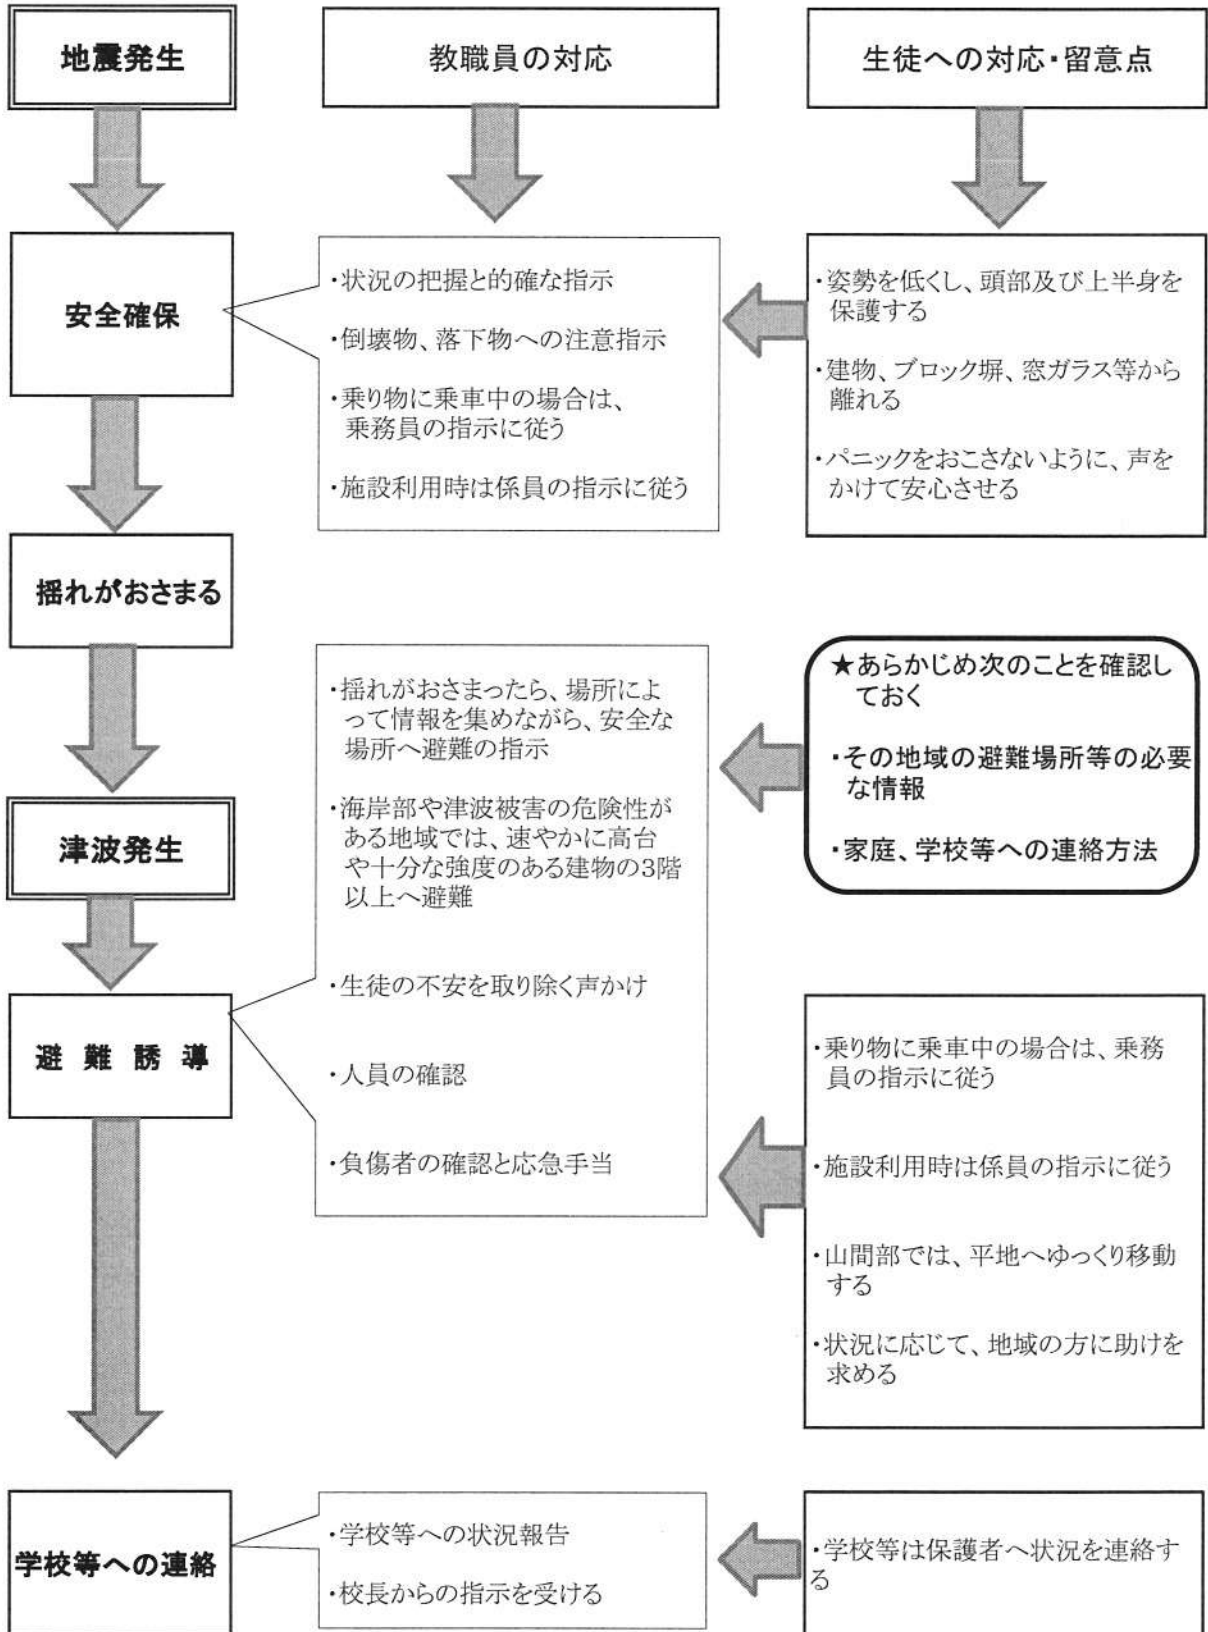 地震発生
教職員の対応
生徒への対応・留意点
安全確保
・状況の把握と的確な指示
・倒壊物、落下物への注意指示
・乗り物に乗車中の場合は、
乗務員の指示に従う
・施設利用時は係員の指示に従う
・姿勢を低くし、頭部及び上半身を
保護する
・建物、ブロック塀、窓ガラス等から
離れる
・パニックをおこさないように、声を
かけて安心させる
揺れがおさまる
津波発生
避難誘導
・揺れがおさまったら、場所によ
って情報を集めながら、安全な
場所へ避難の指示
・海岸部や津波被害の危険性が
ある地域では、速やかに高台
や十分な強度のある建物の3階
以上へ避難
・生徒の不安を取り除く声かけ
・人員の確認
・負傷者の確認と応急手当
★あらかじめ次のことを確認し
ておく
・その地域の避難場所等の必要
な情報
・家庭、学校等への連絡方法
・乗り物に乗車中の場合は、乗務
員の指示に従う
・施設利用時は係員の指示に従う
・山間部では、平地へゆっくり移動
する
・状況に応じて、地域の方に助けを
求める
学校等への連絡
・学校等への状況報告
・校長からの指示を受ける
・学校等は保護者へ状況を連絡す
る